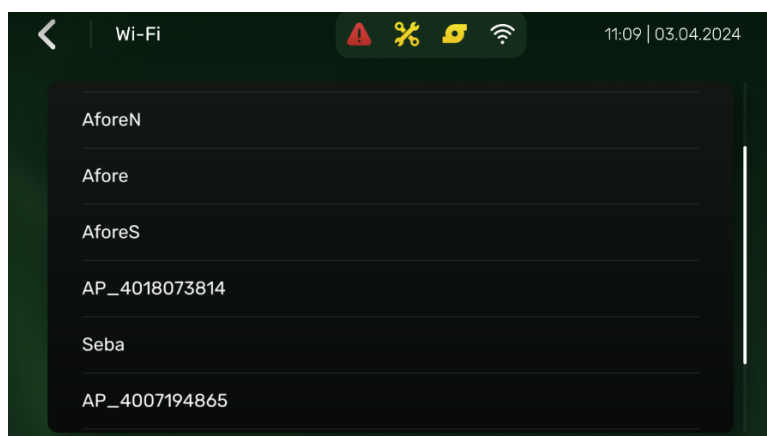 Wi-Fi
11:09 | 03.04.2024
AforeN
Afore
AforeS
AP_4018073814
Seba
AP_4007194865